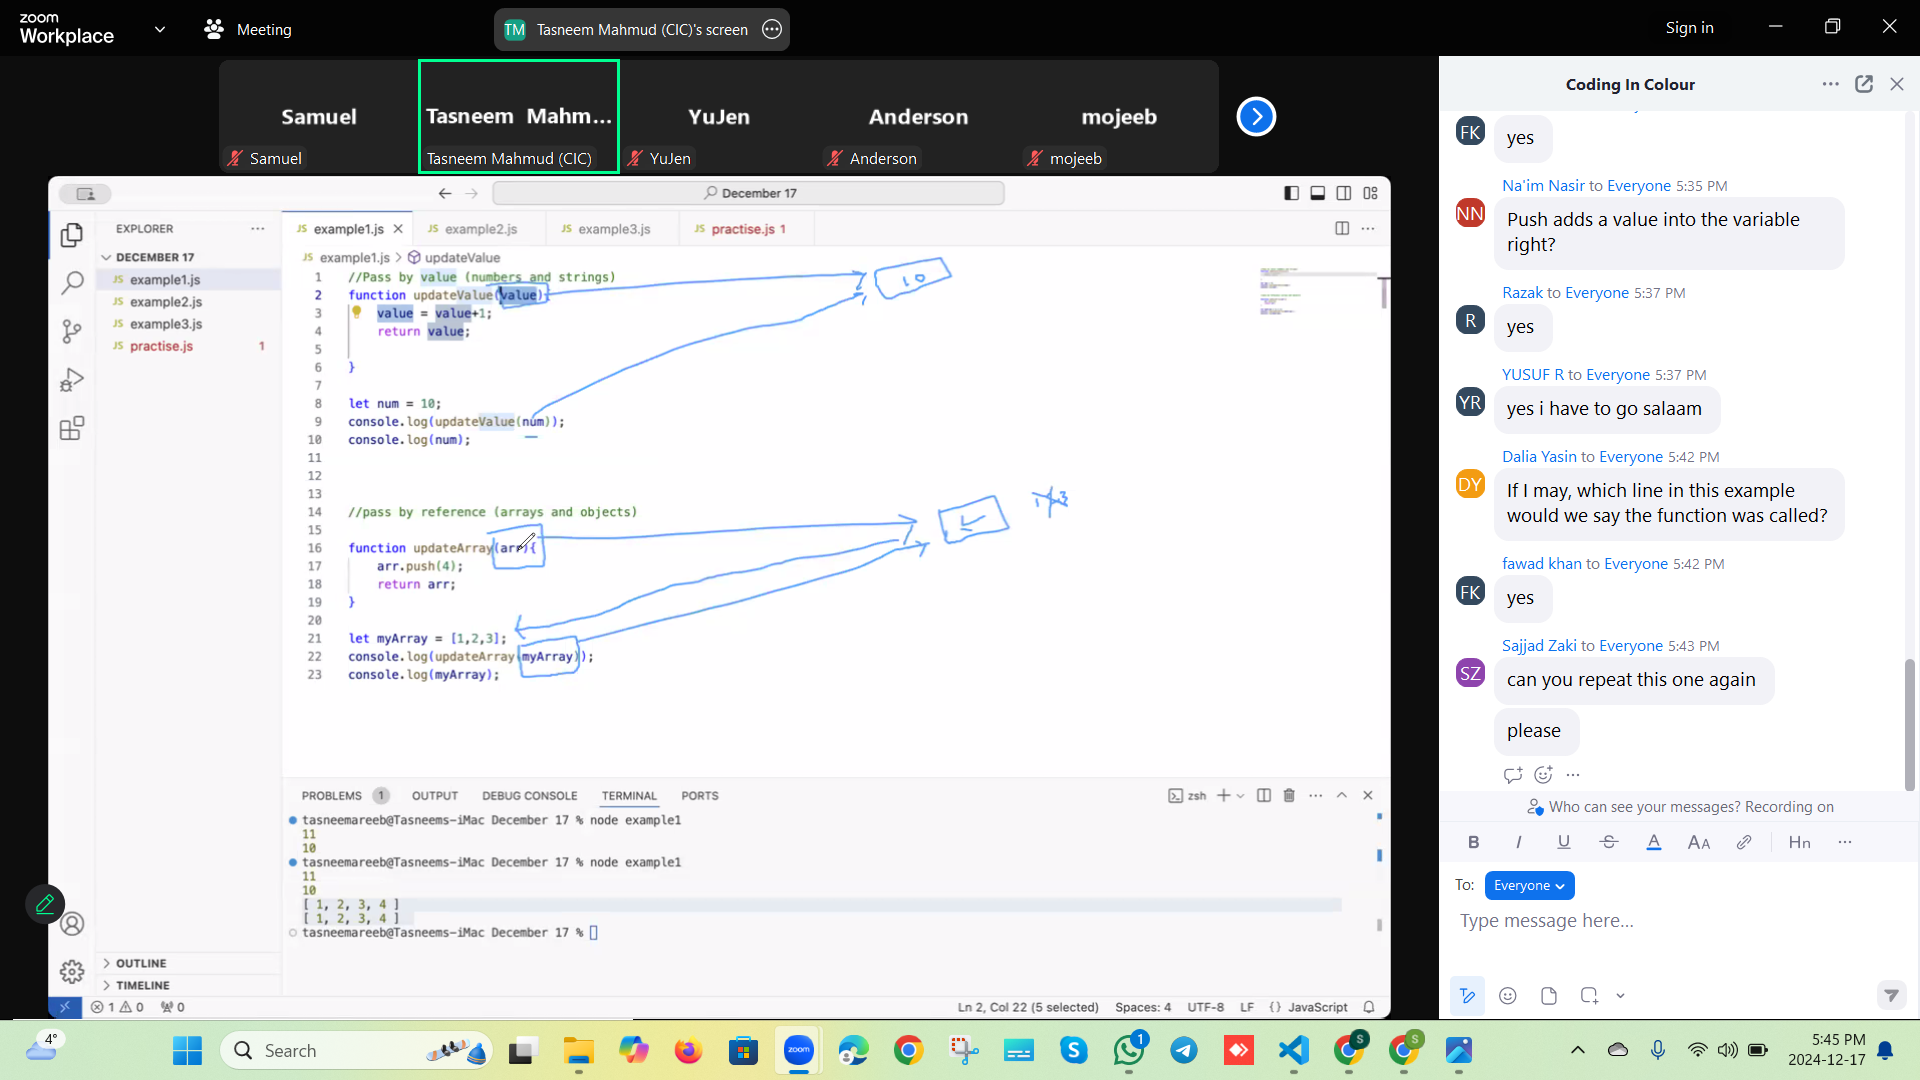 zoom
Workplace
Meeting
TM Tasneem Mahmud (CIC)'s screen
Sign in
Samuel
Samuel
Tasneem Mahm...
Tasneem Mahmud (CIC)
YuJen
YuJen
Anderson
Anderson
mojeeb
mojeeb
December 17
EXPLORER
DECEMBER 17
JS example1.js
JS example2.js
JS example3.js
JS practise.js 1
OUTLINE
TIMELINE
JS example1.js
JS example2.js
JS example3.js
JS practise.js 1
JS example1.js > updateValue
1 //Pass by value (numbers and strings)
2 function updateValue(value)
3 value = value+1;
4 return value;
5
6 }
7
8 let num = 10;
9 console.log(updateValue(num));
10 console.log(num);
11
12
13
14 //pass by reference (arrays and objects)
15
16 function updateArray(arr){
17 arr.push(4);
18 return arr;
19 }
20
21 let myArray = [1,2,3];
22 console.log(updateArray(myArray));
23 console.log(myArray);
10
PROBLEMS 1 OUTPUT DEBUG CONSOLE TERMINAL PORTS
zsh
tasneemareeb@Tasneems-iMac December 17 % node example1
11
10
tasneemareeb@Tasneems-iMac December 17 % node example1
11
10
[ 1, 2, 3, 4 ]
[ 1, 2, 3, 4 ]
tasneemareeb@Tasneems-iMac December 17 %
1 0 0
Ln 2, Col 22 (5 selected) Spaces: 4 UTF-8 LF {} JavaScript
Coding In Colour
FK yes
Na'im Nasir to Everyone 5:35 PM
NN Push adds a value into the variable
right?
Razak to Everyone 5:37 PM
R yes
YUSUF R to Everyone 5:37 PM
YR yes i have to go salaam
Dalia Yasin to Everyone 5:42 PM
DY If I may, which line in this example
would we say the function was called?
fawad khan to Everyone 5:42 PM
FK yes
Sajjad Zaki to Everyone 5:43 PM
SZ can you repeat this one again
please
Who can see your messages? Recording on
B I U S A AA Hn
To: Everyone
Type message here...
4°
Search
zoom
1
S
S
5:45 PM
2024-12-17